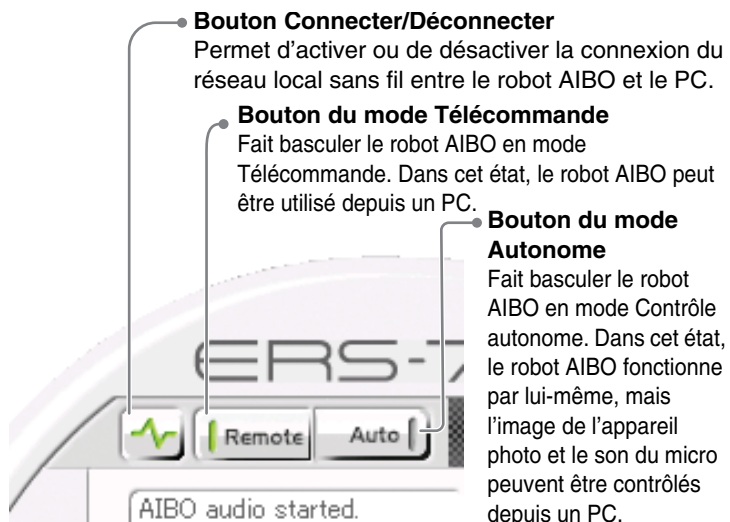 Bouton Connecter/Déconnecter
Permet d’activer ou de désactiver la connexion du
réseau local sans fil entre le robot AIBO et le PC.
Bouton du mode Télécommande
Fait basculer le robot AIBO en mode
Télécommande. Dans cet état, le robot AIBO peut
être utilisé depuis un PC.
Bouton du mode
Autonome
Fait basculer le robot
AIBO en mode Contrôle
autonome. Dans cet état,
le robot AIBO fonctionne
par lui-même, mais
l’image de l’appareil
photo et le son du micro
peuvent être contrôlés
depuis un PC.
ERS-7
Remote
Auto
AIBO audio started.